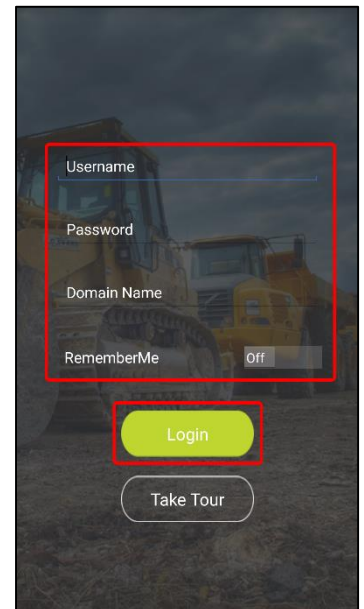 Username
Password
Domain Name
RememberMe Off
Login
Take Tour